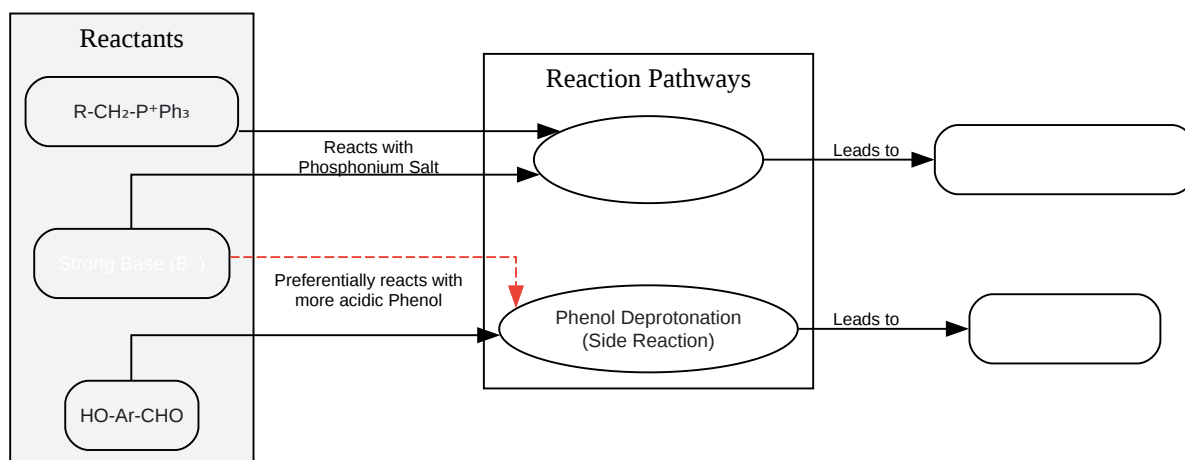 Reactants
Reaction Pathways
R-CH₂-P⁺Ph₃
Reacts with
Phosphonium Salt
Leads to
Strong Base (B⁻)
Preferentially reacts with
more acidic Phenol
Phenol Deprotonation
(Side Reaction)
Leads to
HO-Ar-CHO